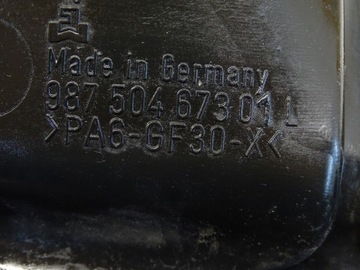 Made in Germany
987 504 673 01 L
>PA6-GF30-X<